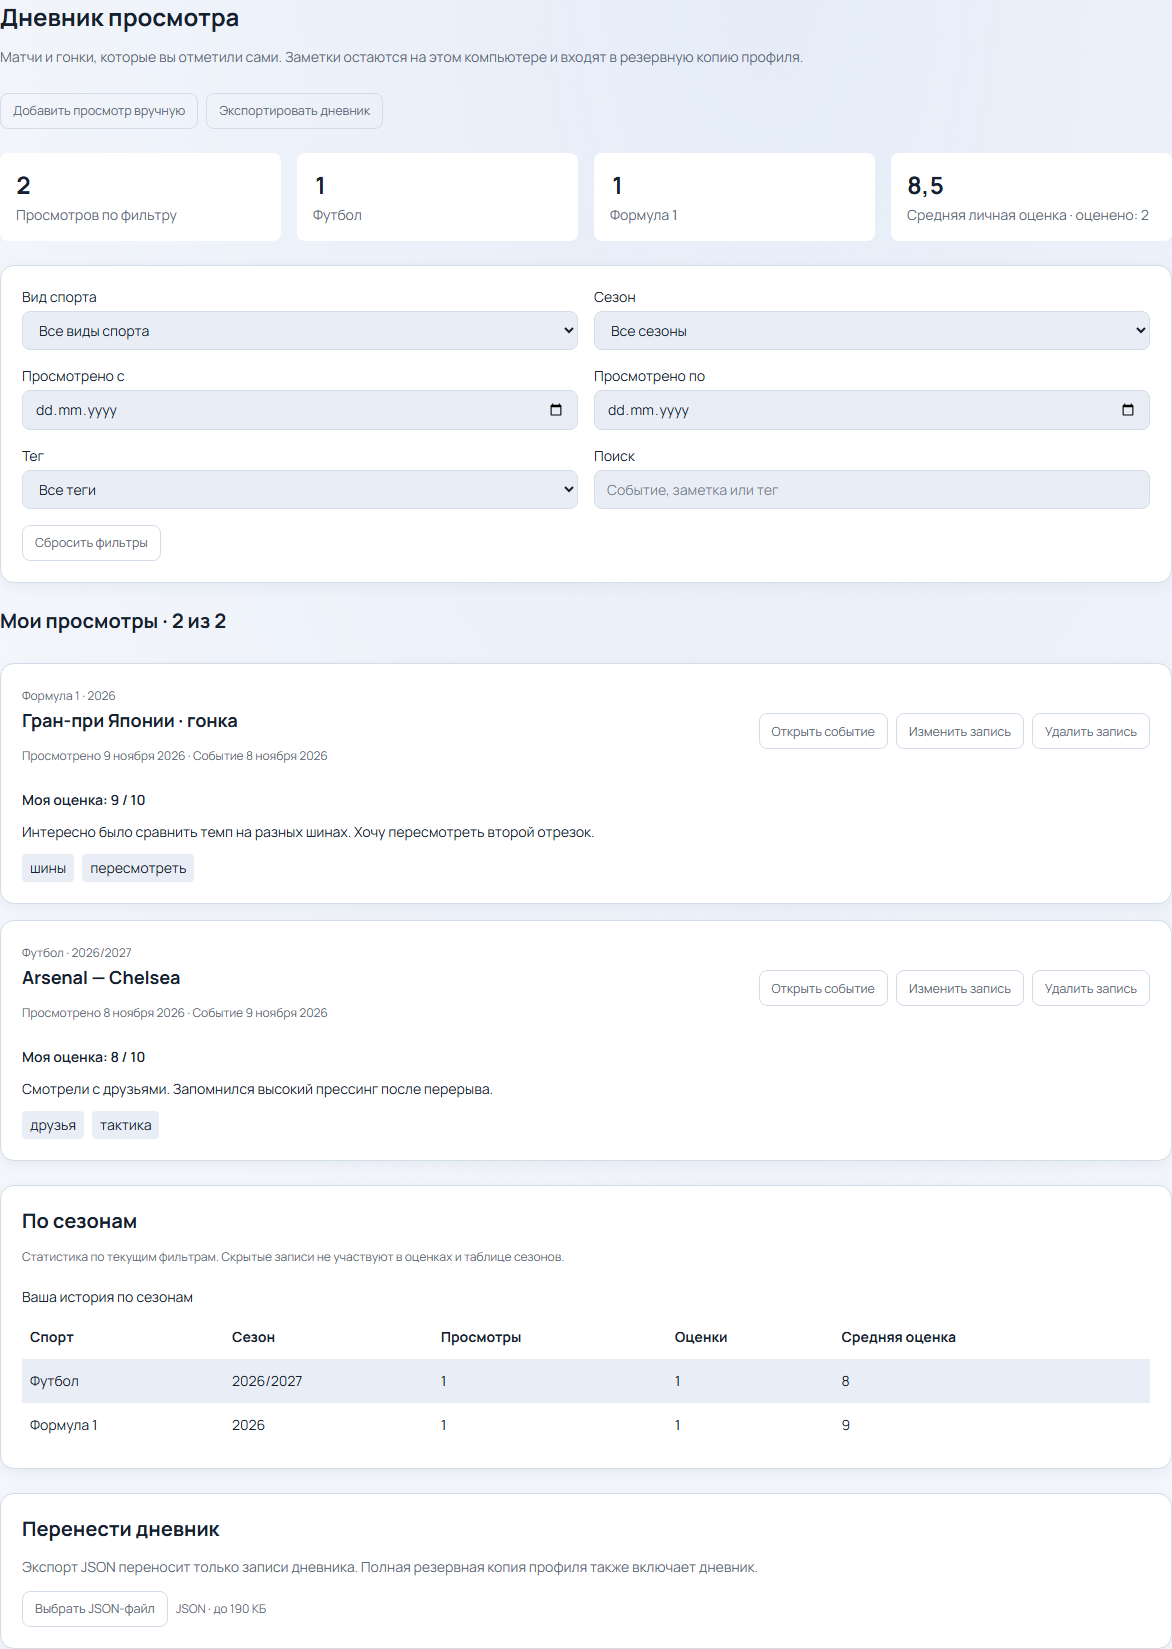 Дневник просмотра
Матчи и гонки, которые вы отметили сами. Заметки остаются на этом компьютере и входят в резервную копию профиля.
Добавить просмотр вручную
Экспортировать дневник
2
Просмотров по фильтру
1
Футбол
1
Формула 1
8,5
Средняя личная оценка · оценено: 2
Вид спорта
Все виды спорта
Сезон
Все сезоны
Просмотрено с
dd.mm.yyyy
Просмотрено по
dd.mm.yyyy
Тег
Все теги
Поиск
Событие, заметка или тег
Сбросить фильтры
Мои просмотры · 2 из 2
Формула 1 · 2026
Гран-при Японии · гонка
Просмотрено 9 ноября 2026 · Событие 8 ноября 2026
Открыть событие
Изменить запись
Удалить запись
Моя оценка: 9 / 10
Интересно было сравнить темп на разных шинах. Хочу пересмотреть второй отрезок.
шины
пересмотреть
Футбол · 2026/2027
Arsenal — Chelsea
Просмотрено 8 ноября 2026 · Событие 9 ноября 2026
Открыть событие
Изменить запись
Удалить запись
Моя оценка: 8 / 10
Смотрели с друзьями. Запомнился высокий прессинг после перерыва.
друзья
тактика
По сезонам
Статистика по текущим фильтрам. Скрытые записи не участвуют в оценках и таблице сезонов.
Ваша история по сезонам
Спорт Сезон Просмотры Оценки Средняя оценка
Футбол 2026/2027 1 1 8
Формула 1 2026 1 1 9
Перенести дневник
Экспорт JSON переносит только записи дневника. Полная резервная копия профиля также включает дневник.
Выбрать JSON-файл
JSON · до 190 КБ